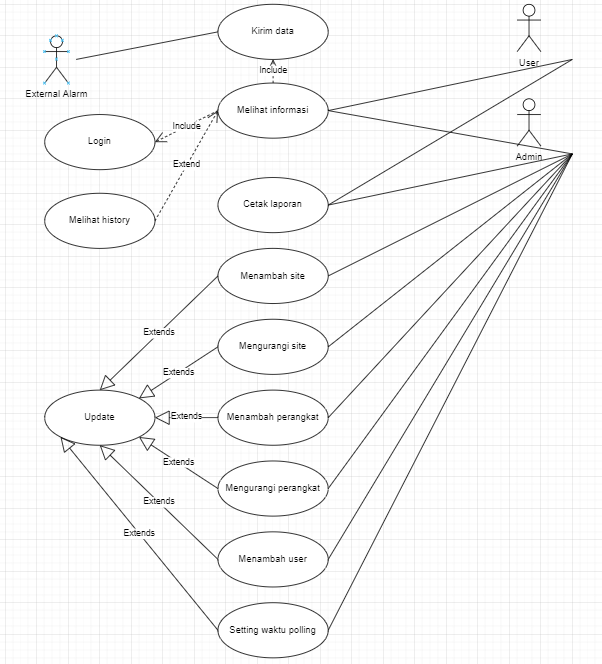 Kirim data
User
External Alarm
Include
Melihat informasi
Include
Login
Admin
Extend
Cetak laporan
Melihat history
Menambah site
Extends
Mengurangi site
Extends
Update
Extends
Menambah perangkat
Extends
Mengurangi perangkat
Extends
Menambah user
Extends
Setting waktu polling